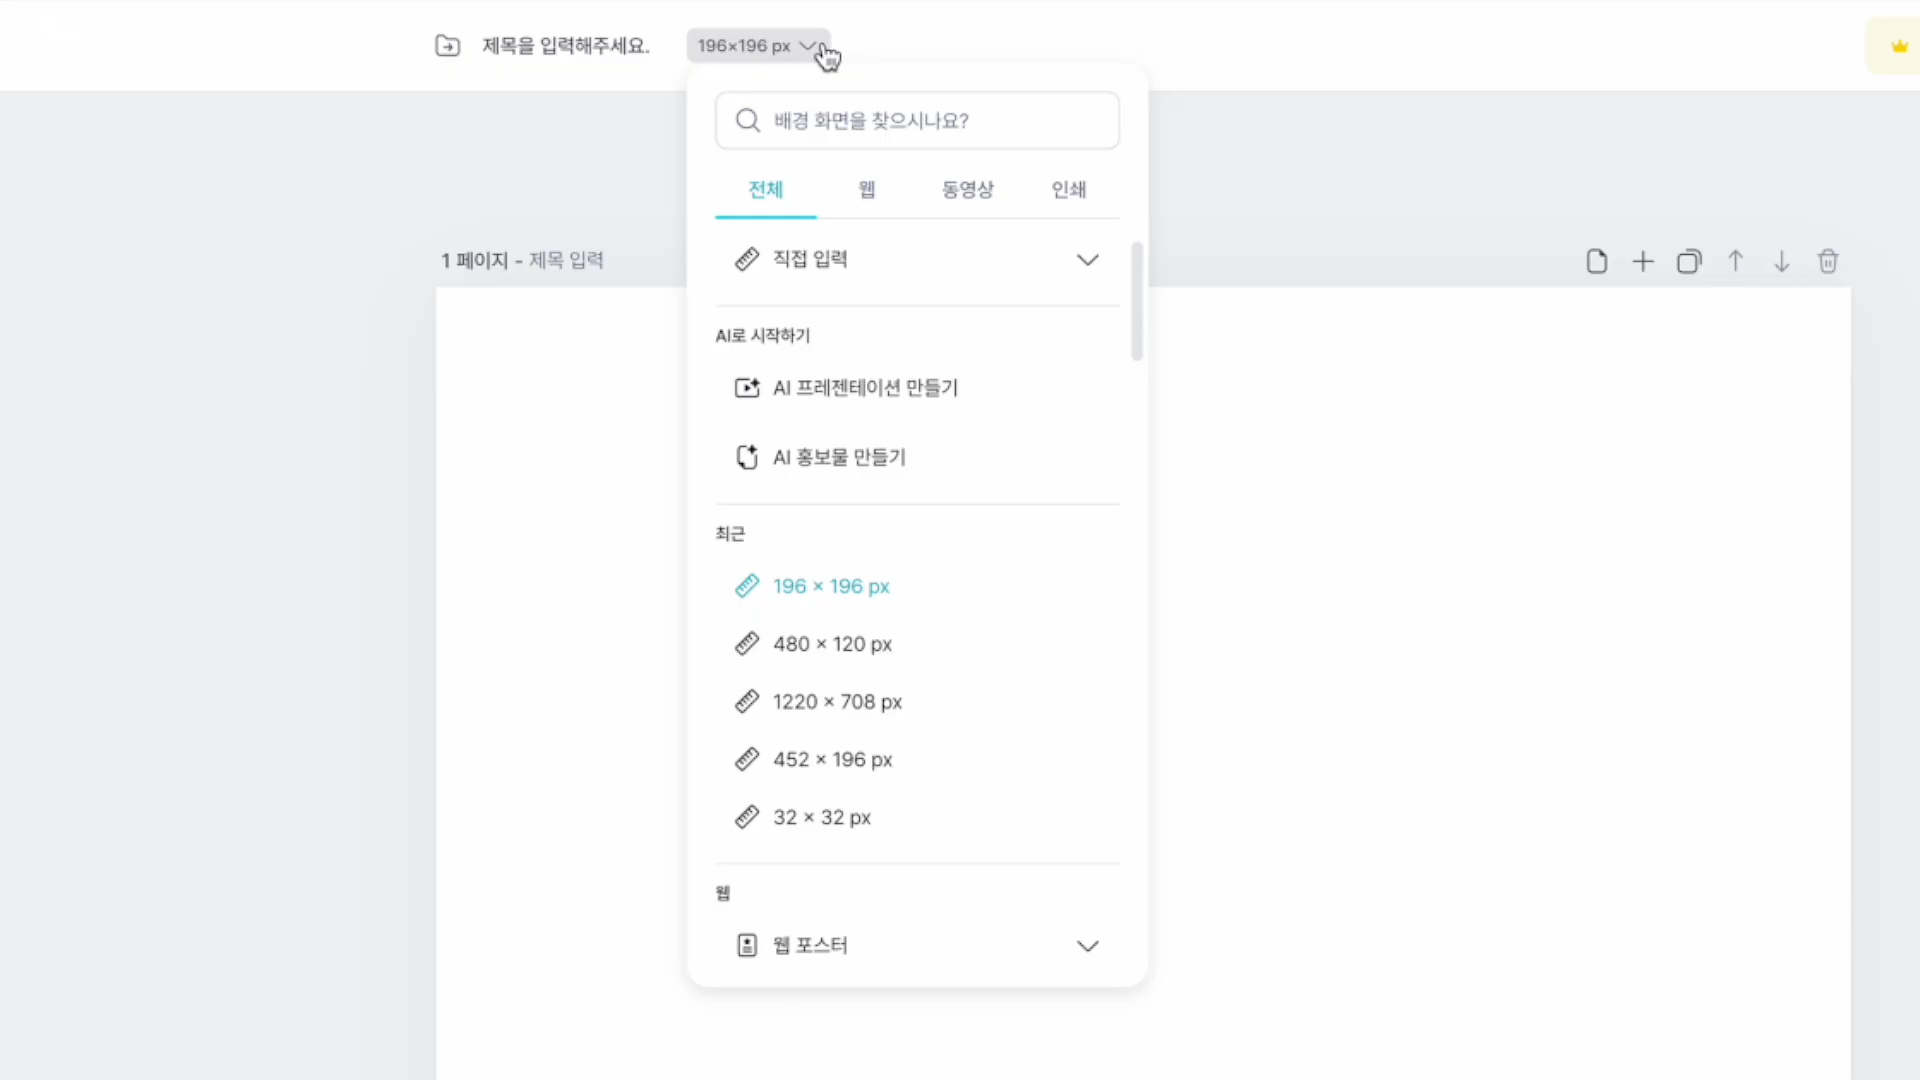 제목을 입력해주세요.
196×196 px
배경 화면을 찾으시나요?
전체 웹 동영상 인쇄
직접 입력
1 페이지 - 제목 입력
AI로 시작하기
AI 프레젠테이션 만들기
AI 홍보물 만들기
최근
196 × 196 px
480 × 120 px
1220 × 708 px
452 × 196 px
32 × 32 px
웹
웹 포스터